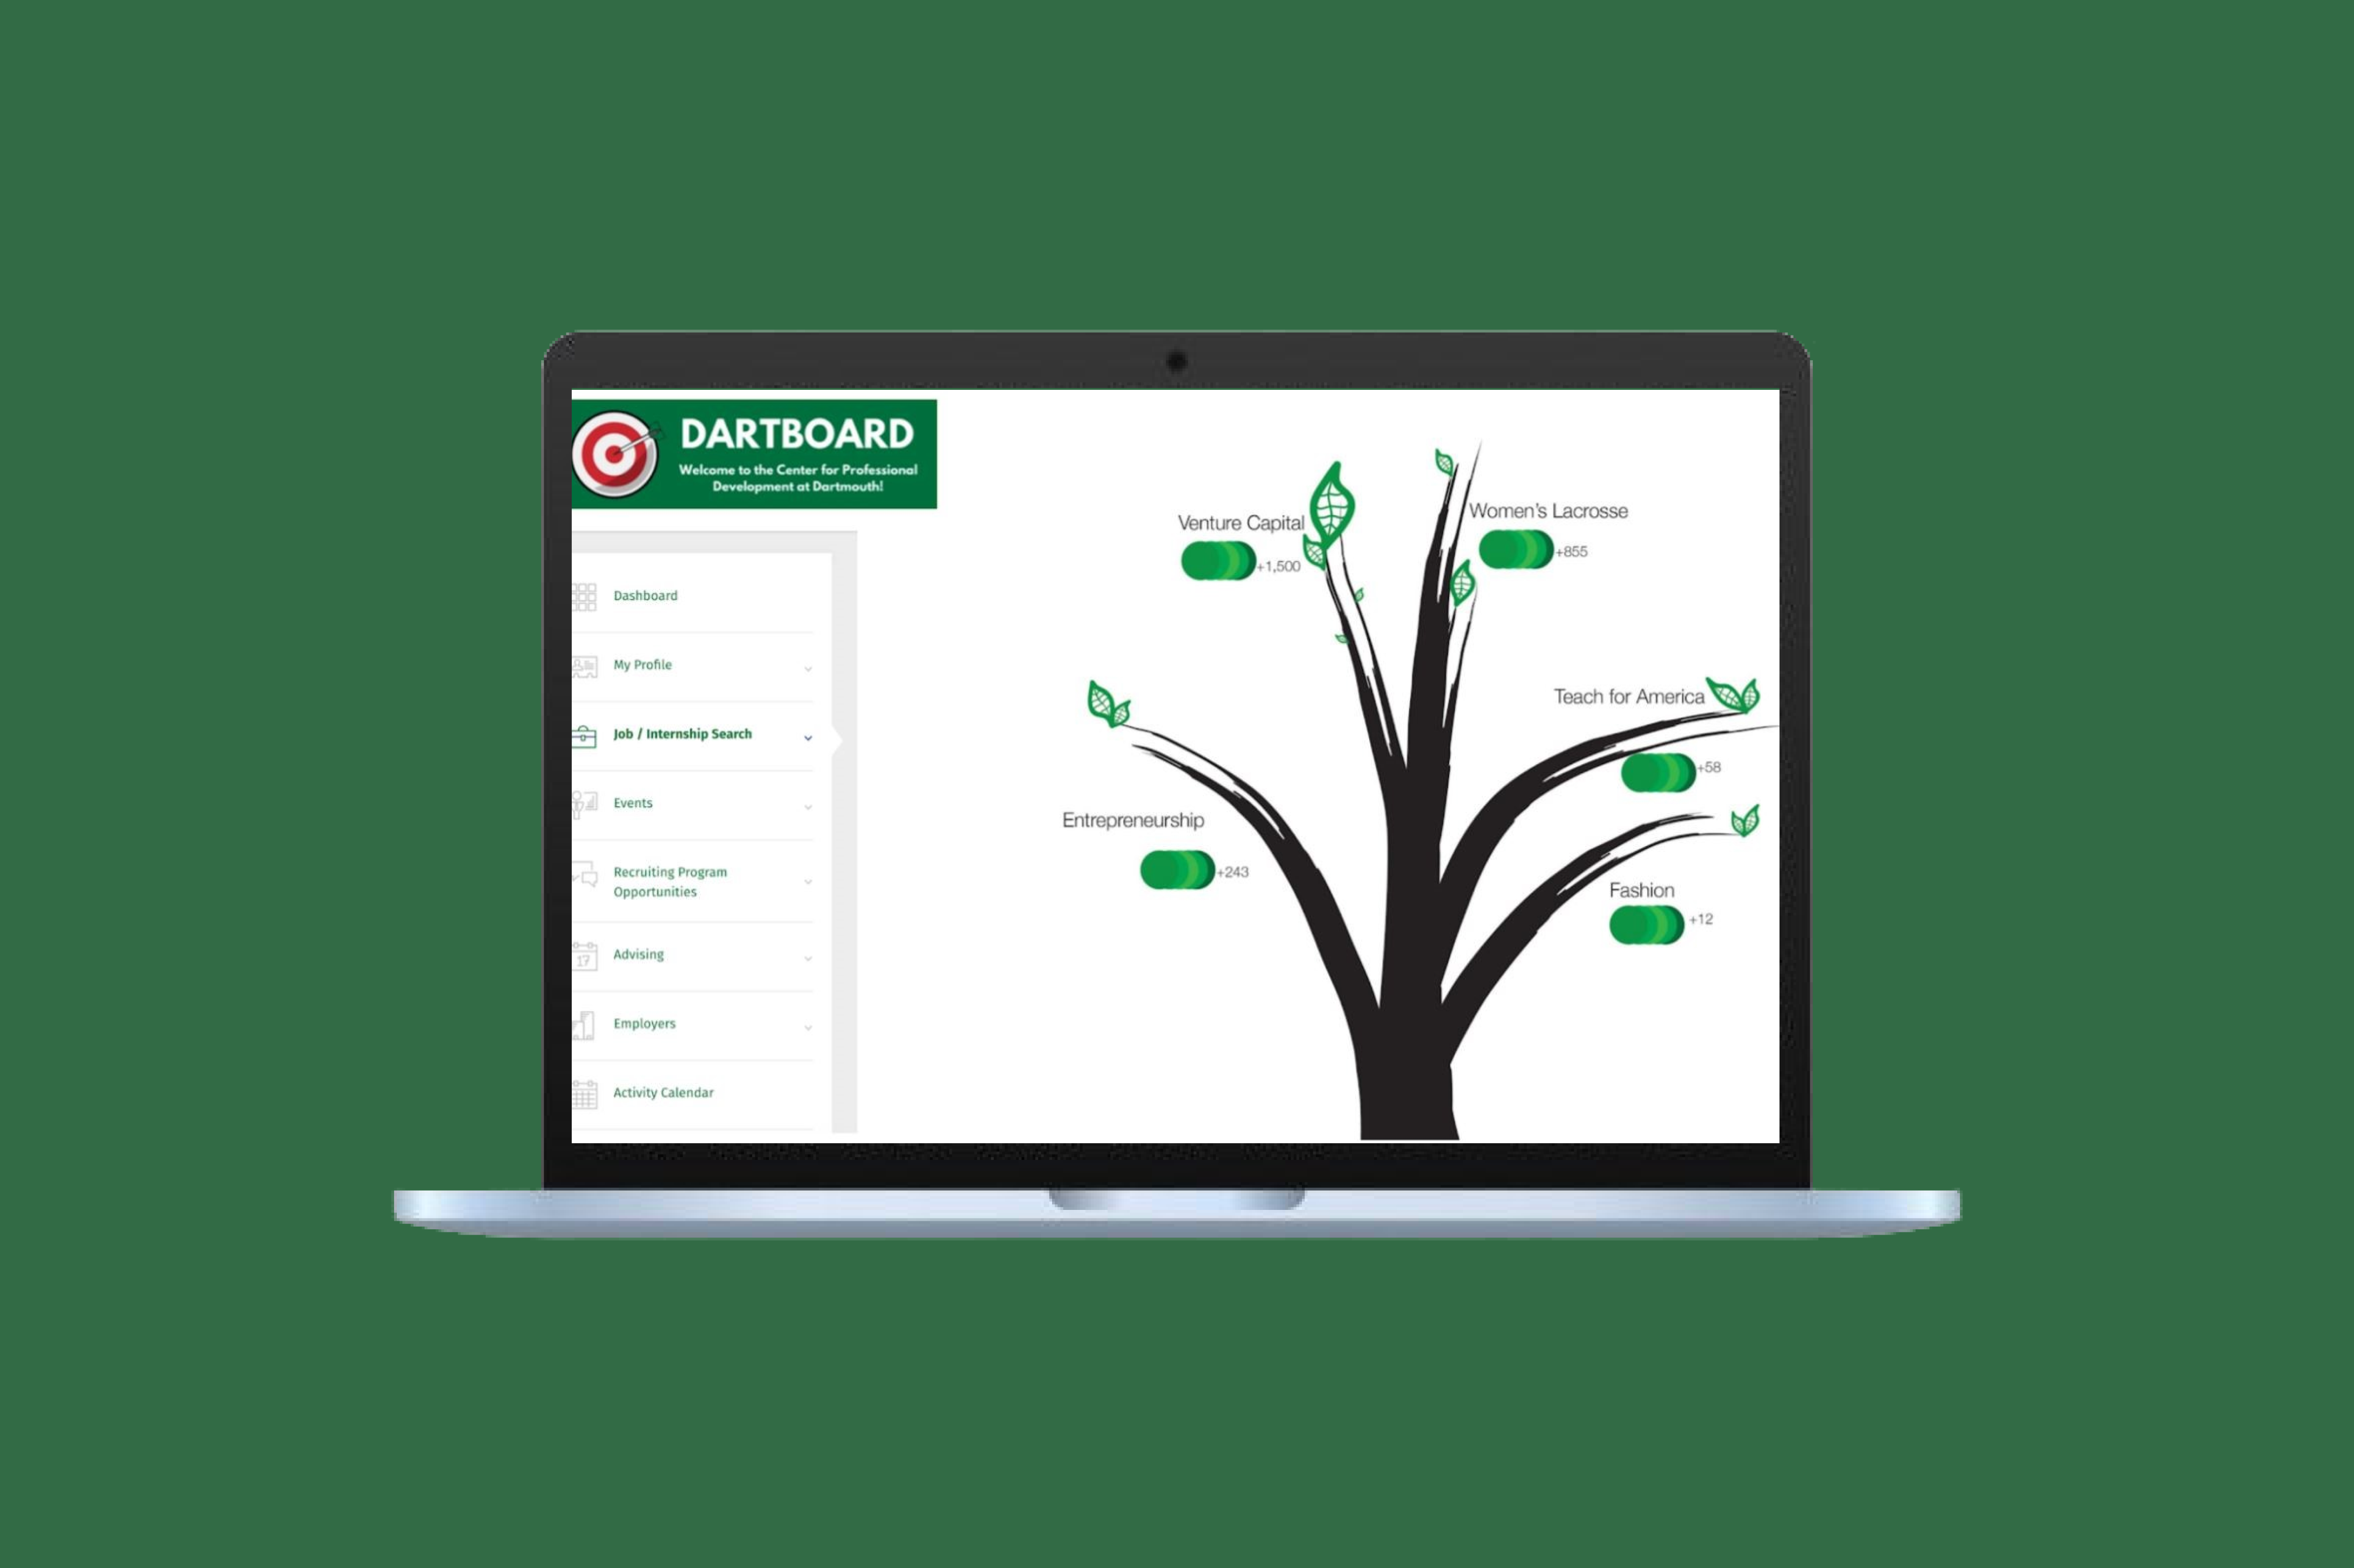 DARTBOARD
Welcome to the Center for Professional
Development at Dartmouth!
Dashboard
My Profile
Job / Internship Search
Events
Recruiting Program
Opportunities
17
Advising
Employers
Activity Calendar
Venture Capital
+1,500
Women's Lacrosse
+855
Teach for America
+58
Entrepreneurship
+243
Fashion
+12